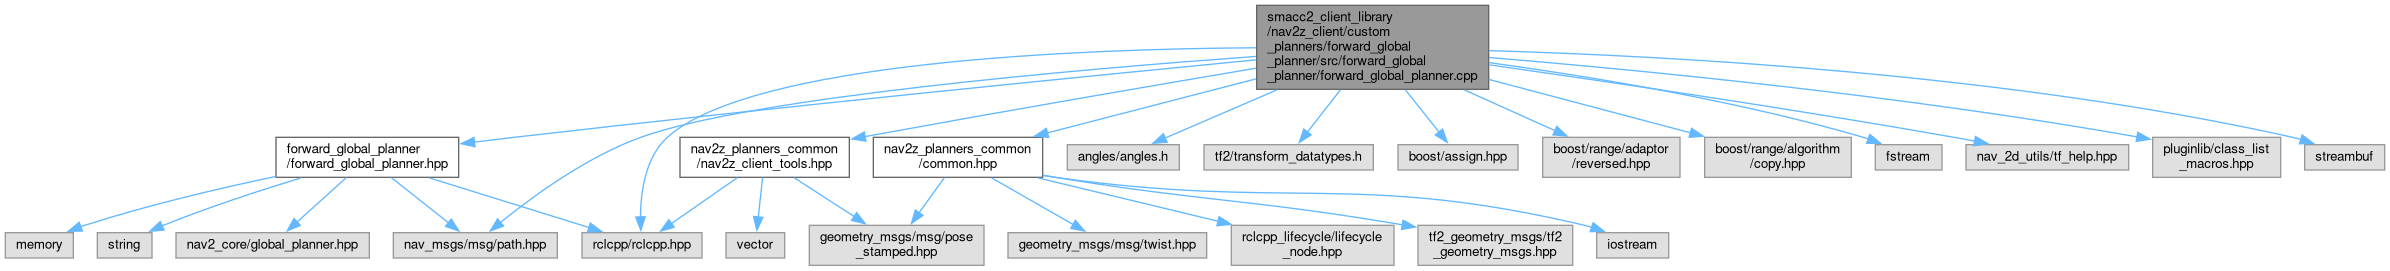 smacc2_client_library
/nav2z_client/custom
_planners/forward_global
_planner/src/forward_global
_planner/forward_global_planner.cpp
forward_global_planner
/forward_global_planner.hpp
nav2z_planners_common
/nav2z_client_tools.hpp
nav2z_planners_common
/common.hpp
angles/angles.h
tf2/transform_datatypes.h
boost/assign.hpp
boost/range/adaptor
/reversed.hpp
boost/range/algorithm
/copy.hpp
fstream
nav_2d_utils/tf_help.hpp
pluginlib/class_list
_macros.hpp
streambuf
memory
string
nav2_core/global_planner.hpp
nav_msgs/msg/path.hpp
rclcpp/rclcpp.hpp
vector
geometry_msgs/msg/pose
_stamped.hpp
geometry_msgs/msg/twist.hpp
rclcpp_lifecycle/lifecycle
_node.hpp
tf2_geometry_msgs/tf2
_geometry_msgs.hpp
iostream